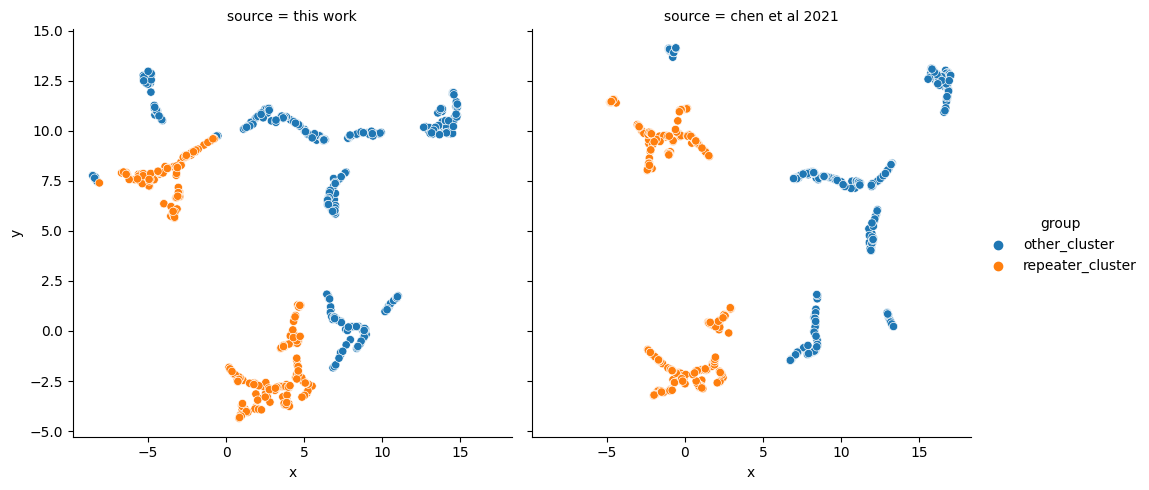 source = this work
source = chen et al 2021
15.0
12.5
10.0
7.5
5.0
2.5
0.0
−2.5
−5.0
y
−5
0
5
10
15
x
−5
0
5
10
15
x
group
other_cluster
repeater_cluster